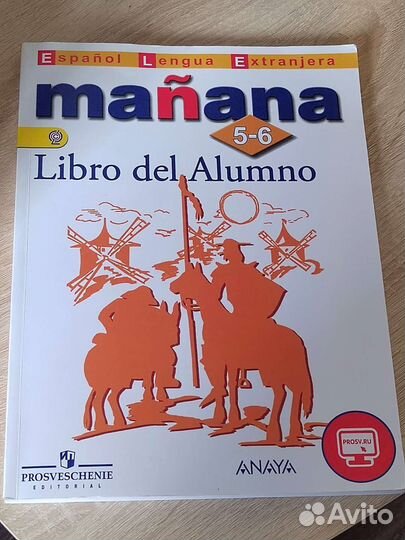 Español Lengua Extranjera
mañana
5-6
Libro del Alumno
PROSV.RU
PROSVESCHENIE
EDITORIAL
ANAYA
Avito